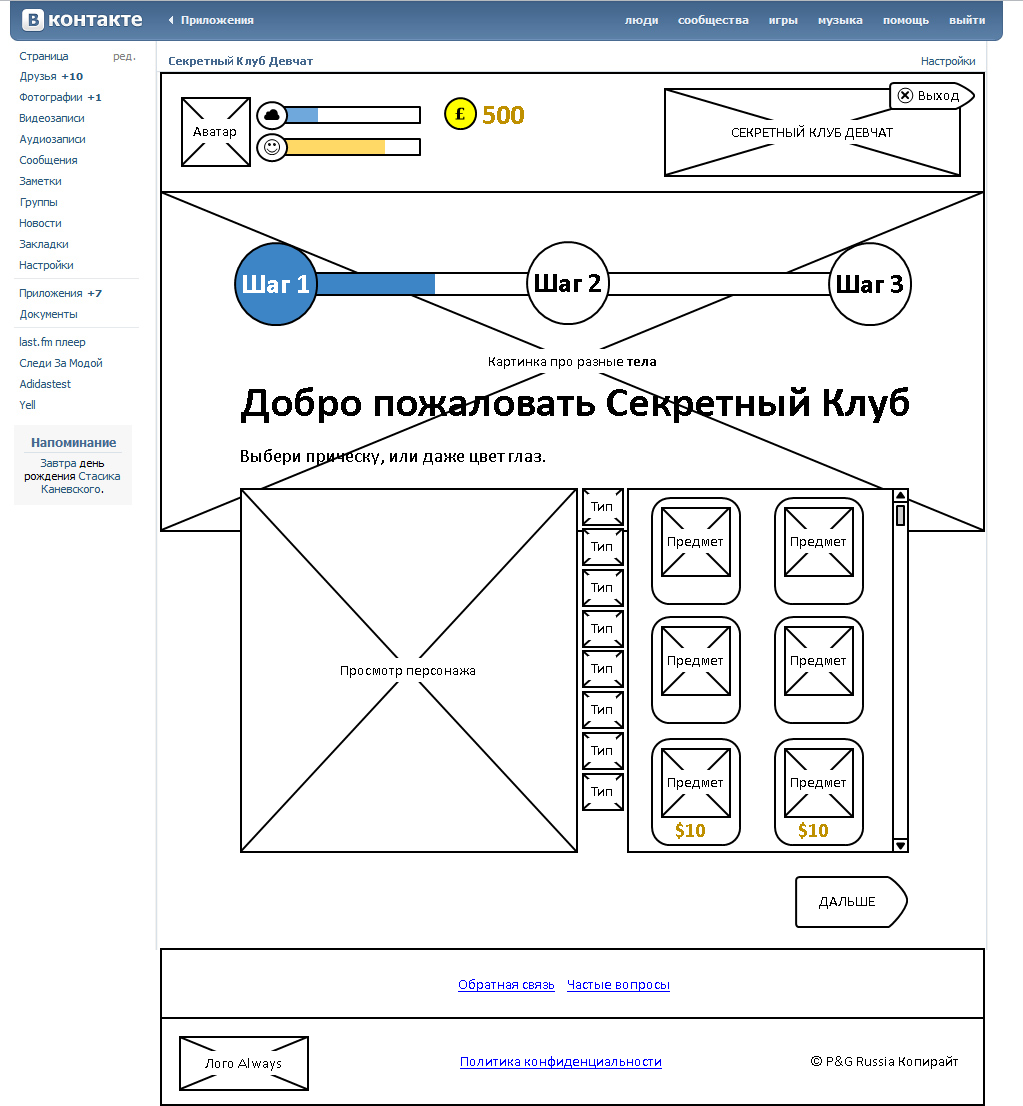 В контакте
Приложения
люди сообщества игры музыка помощь выйти
Страница ред.
Друзья +10
Фотографии +1
Видеозаписи
Аудиозаписи
Сообщения
Заметки
Группы
Новости
Закладки
Настройки
Приложения +7
Документы
last.fm плеер
Следи За Модой
Adidastest
Yell
Напоминание
Завтра день
рождения Стасика
Каневского.
Секретный Клуб Девчат Настройки
Аватар
£ 500
Выход
СЕКРЕТНЫЙ КЛУБ ДЕВЧАТ
Шаг 1 Шаг 2 Шаг 3
Картинка про разные тела
Добро пожаловать Секретный Клуб
Выбери прическу, или даже цвет глаз.
Просмотр персонажа
Тип
Тип
Тип
Тип
Тип
Тип
Тип
Тип
Предмет Предмет
Предмет Предмет
Предмет Предмет
$10 $10
ДАЛЬШЕ
Обратная связь Частые вопросы
Лого Always
Политика конфиденциальности
© P&G Russia Копирайт